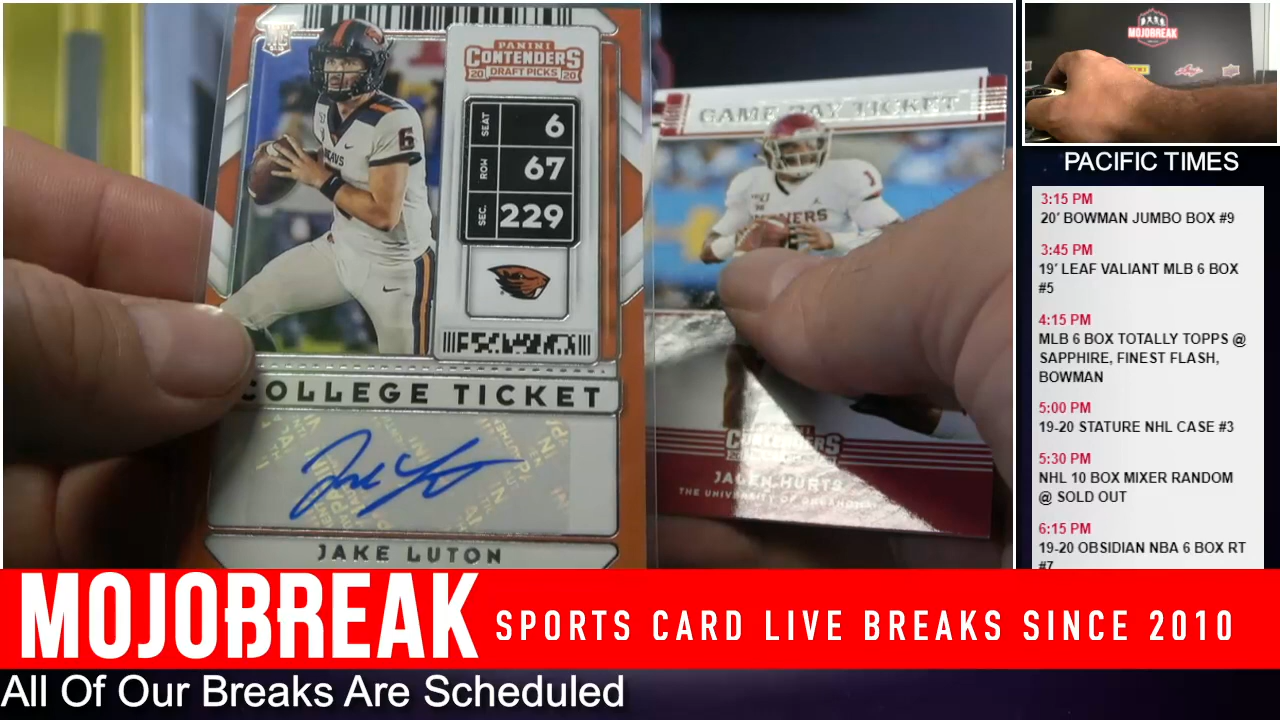 PANINI
CONTENDERS
20 DRAFT PICKS 20
SEAT 6
ROW 67
SEC. 229
6
COLLEGE TICKET
JAKE LUTON
GAME DAY TICKET
1
CONTENDERS
JALEN HURTS
THE UNIVERSITY OF OKLAHOMA
MOJOBREAK
PACIFIC TIMES
3:15 PM
20' BOWMAN JUMBO BOX #9
3:45 PM
19' LEAF VALIANT MLB 6 BOX
#5
4:15 PM
MLB 6 BOX TOTALLY TOPPS @
SAPPHIRE, FINEST FLASH,
BOWMAN
5:00 PM
19-20 STATURE NHL CASE #3
5:30 PM
NHL 10 BOX MIXER RANDOM
@ SOLD OUT
6:15 PM
19-20 OBSIDIAN NBA 6 BOX RT
#7
MOJOBREAK SPORTS CARD LIVE BREAKS SINCE 2010
All Of Our Breaks Are Scheduled